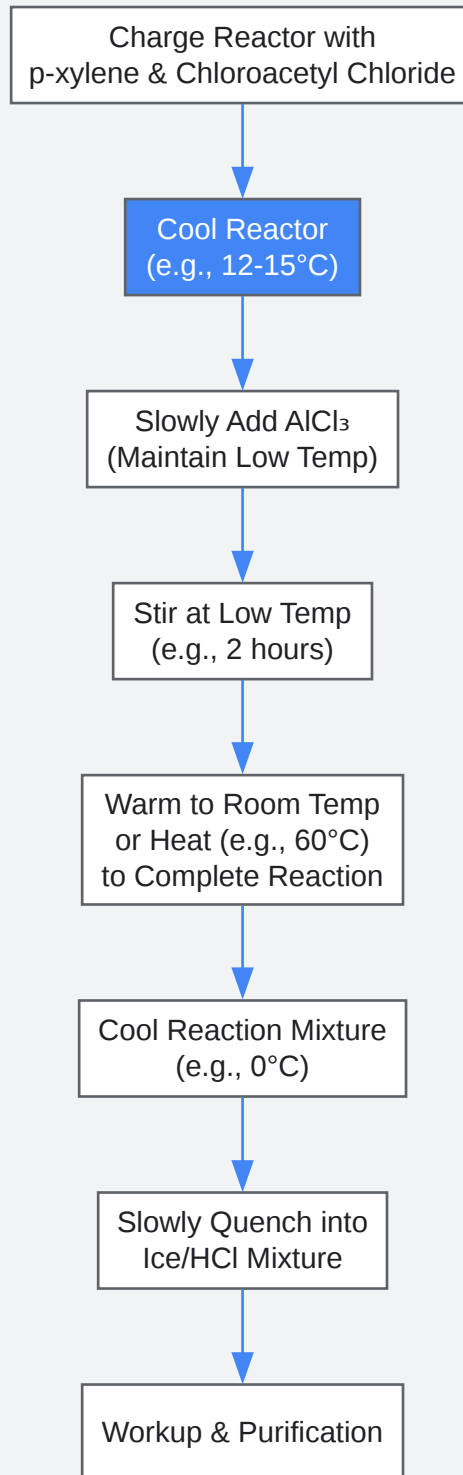 Charge Reactor with
p-xylene & Chloroacetyl Chloride
Cool Reactor
(e.g., 12-15°C)
Slowly Add AlCl₃
(Maintain Low Temp)
Stir at Low Temp
(e.g., 2 hours)
Warm to Room Temp
or Heat (e.g., 60°C)
to Complete Reaction
Cool Reaction Mixture
(e.g., 0°C)
Slowly Quench into
Ice/HCl Mixture
Workup & Purification